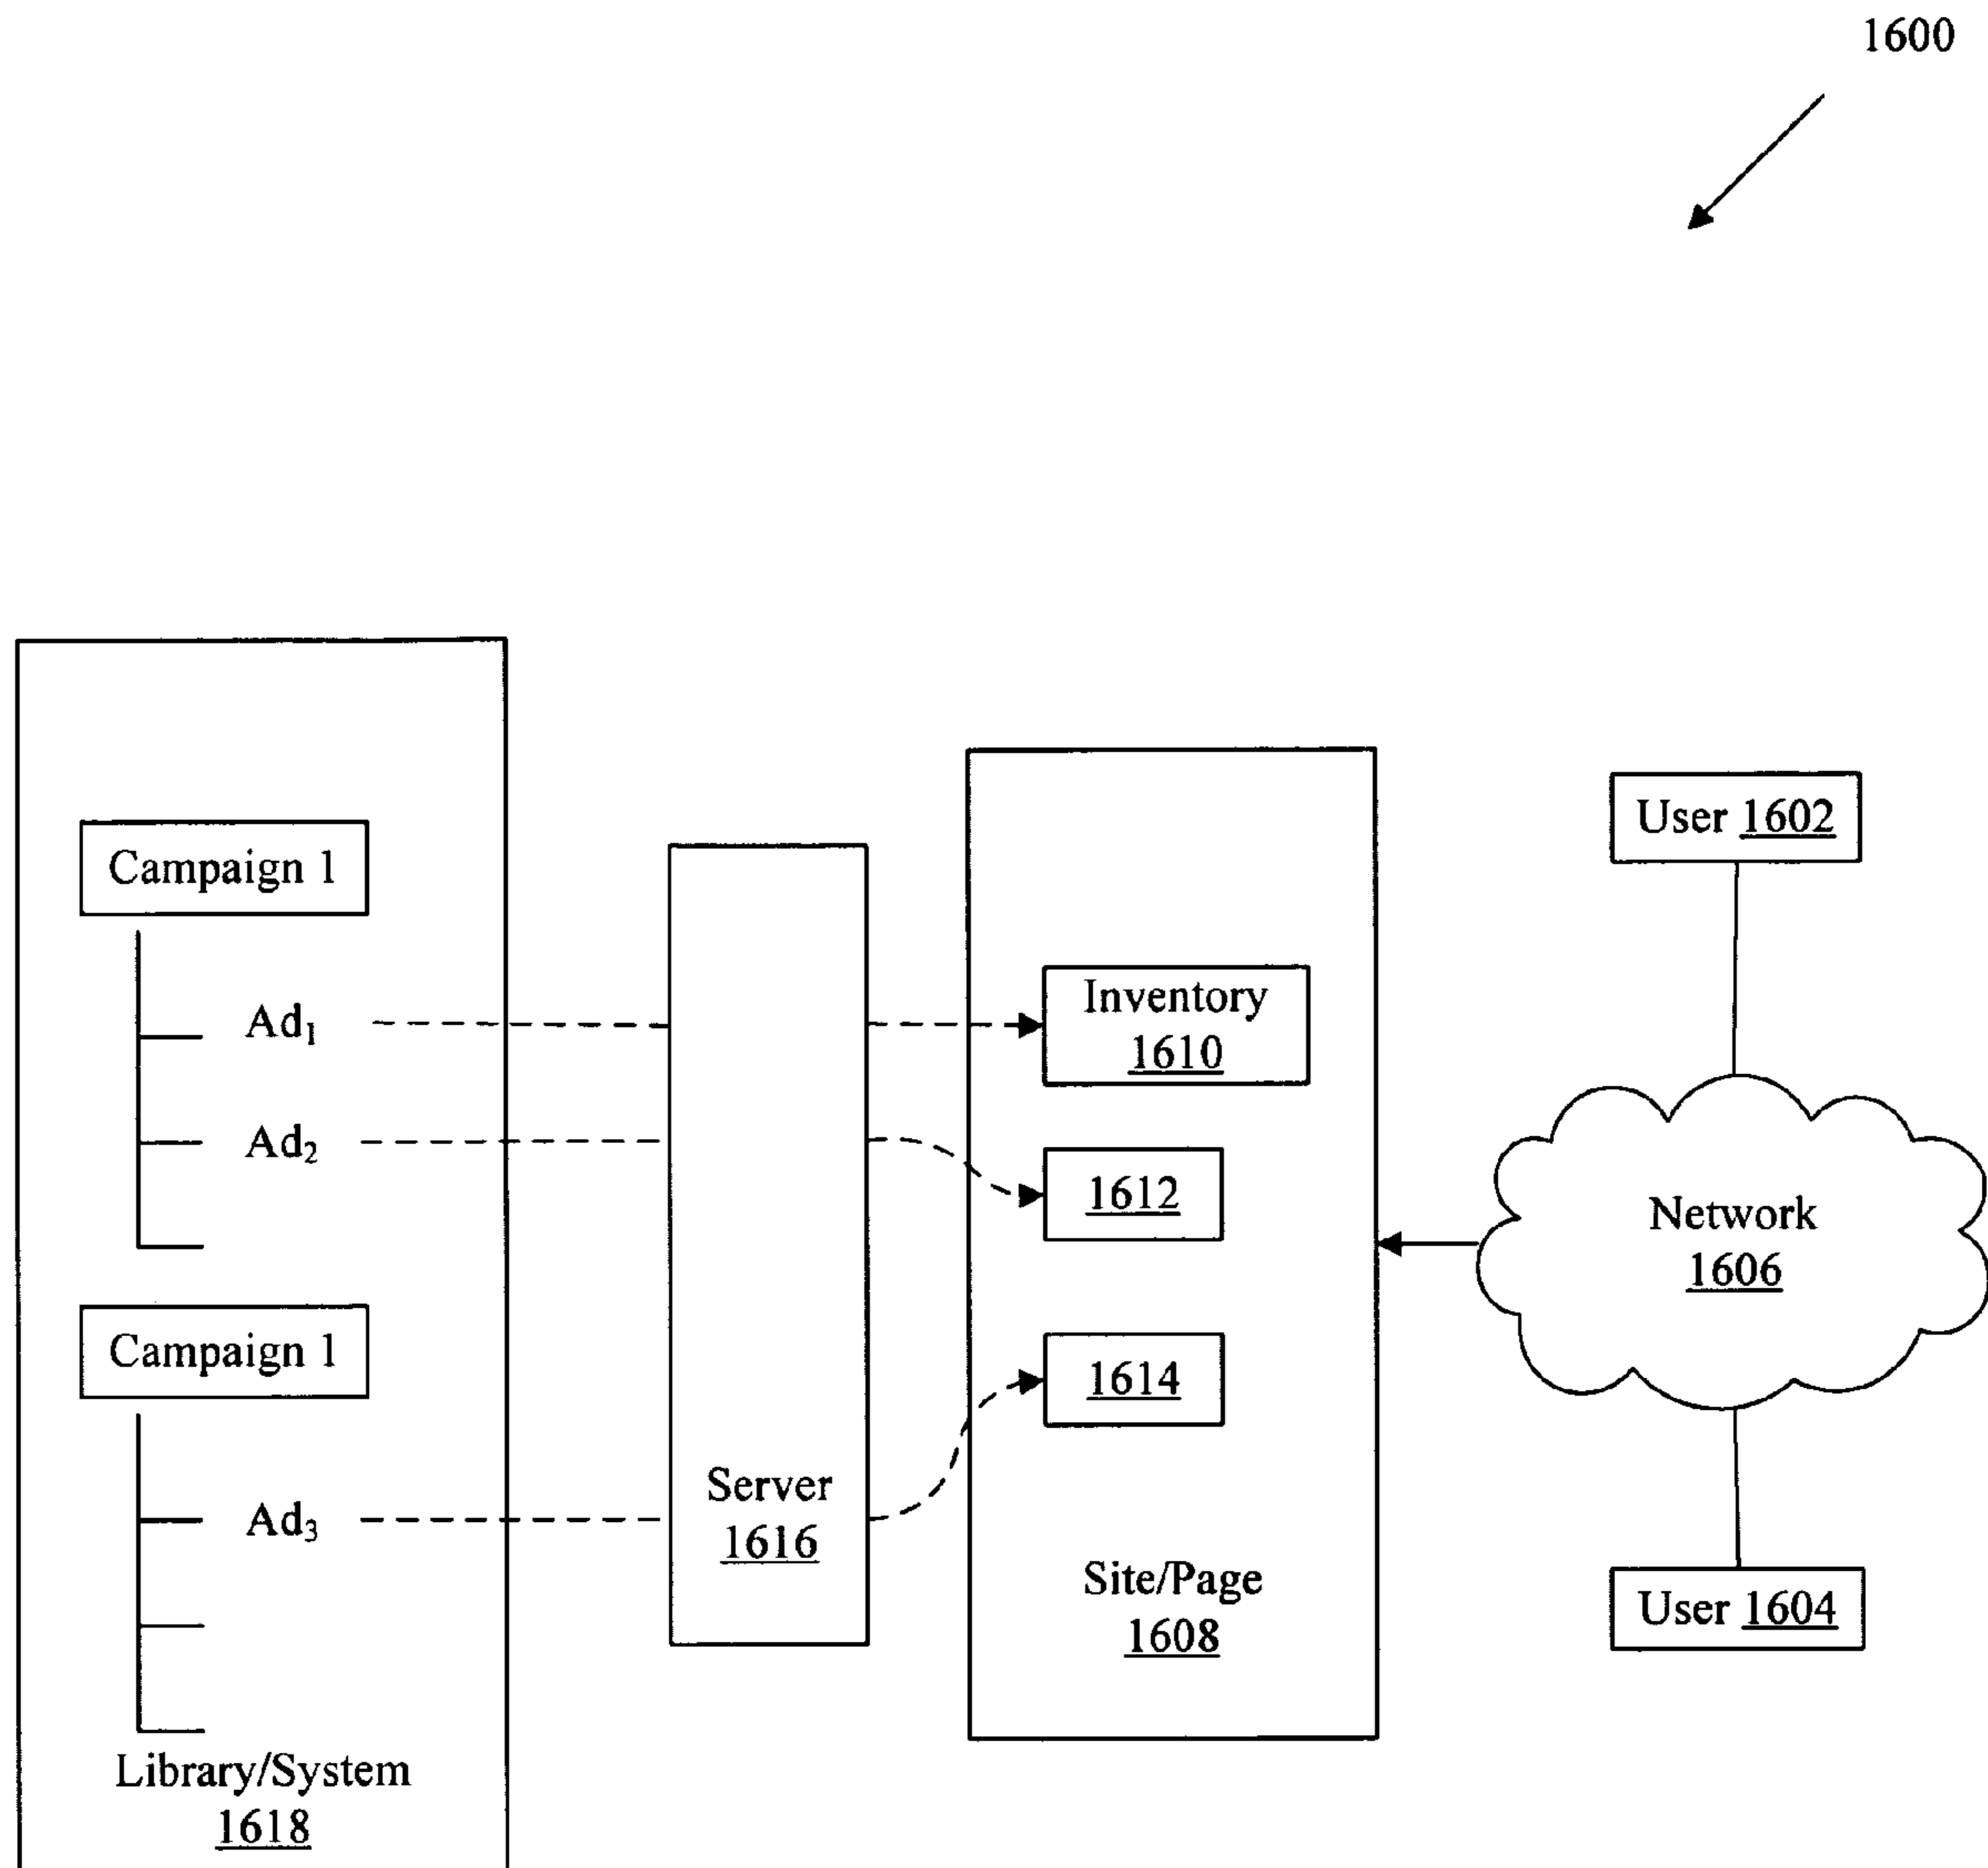 1600
Campaign 1
Ad1
Ad2
Campaign 1
Ad3
Library/System
1618
Server
1616
Inventory
1610
1612
1614
Site/Page
1608
User 1602
Network
1606
User 1604